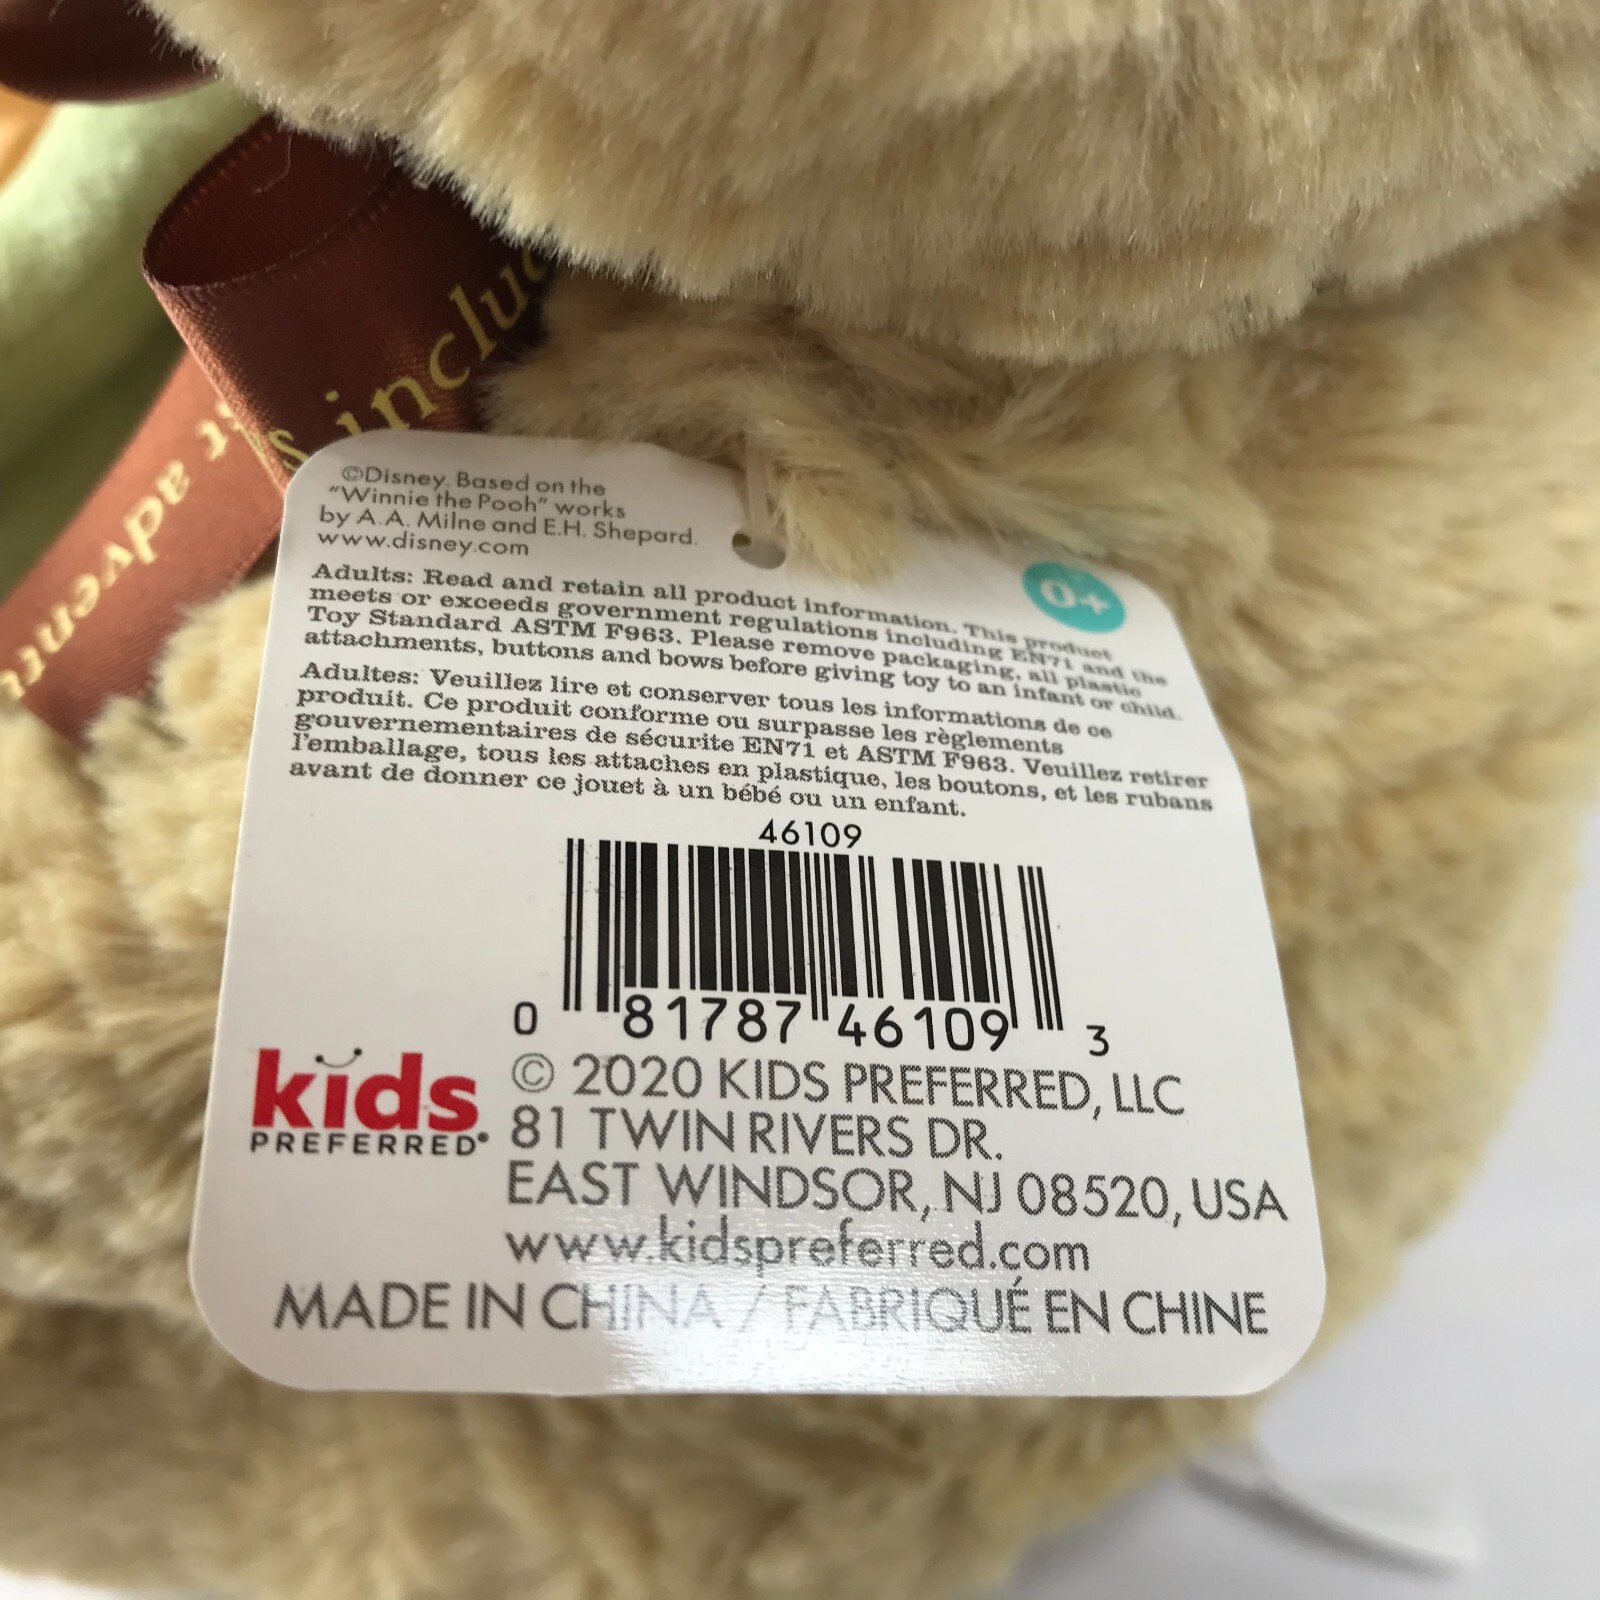 s includ
adventur
©Disney. Based on the
"Winnie the Pooh" works
by A.A. Milne and E.H. Shepard.
www.disney.com
0+
Adults: Read and retain all product information. This product
meets or exceeds government regulations including EN71 and the
Toy Standard ASTM F963. Please remove packaging, all plastic
attachments, buttons and bows before giving toy to an infant or child.
Adultes: Veuillez lire et conserver tous les informations de ce
produit. Ce produit conforme ou surpasse les règlements
gouvernementaires de sécurite EN71 et ASTM F963. Veuillez retirer
l'emballage, tous les attaches en plastique, les boutons, et les rubans
avant de donner ce jouet à un bébé ou un enfant.
46109
0 81787 46109 3
kids
PREFERRED®
© 2020 KIDS PREFERRED, LLC
81 TWIN RIVERS DR.
EAST WINDSOR, NJ 08520, USA
www.kidspreferred.com
MADE IN CHINA / FABRIQUÉ EN CHINE